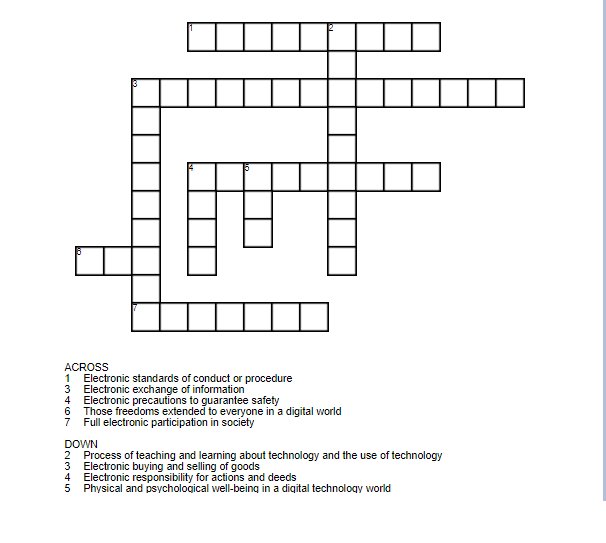 1
2
3
4
5
6
7
ACROSS
1 Electronic standards of conduct or procedure
3 Electronic exchange of information
4 Electronic precautions to guarantee safety
6 Those freedoms extended to everyone in a digital world
7 Full electronic participation in society
DOWN
2 Process of teaching and learning about technology and the use of technology
3 Electronic buying and selling of goods
4 Electronic responsibility for actions and deeds
5 Physical and psychological well-being in a digital technology world